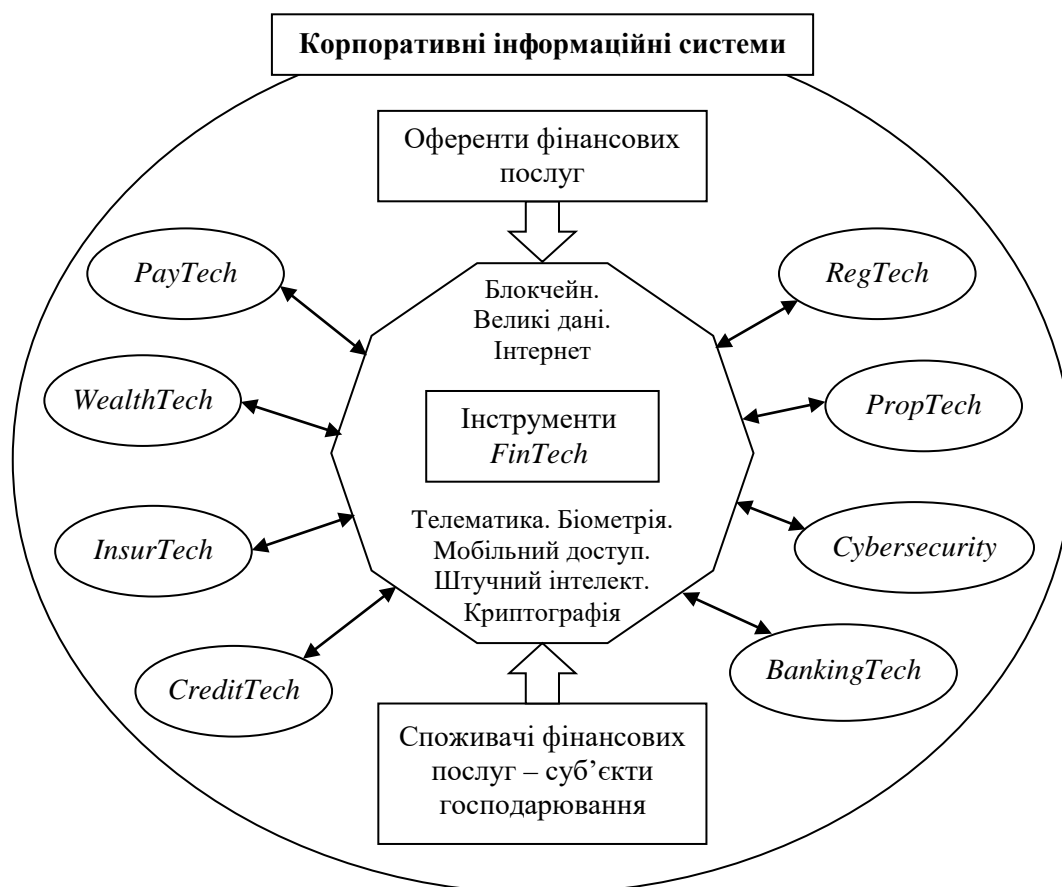 Корпоративні інформаційні системи
Оференти фінансових
послуг
PayTech
RegTech
Блокчейн.
Великі дані.
Інтернет
WealthTech
PropTech
Інструменти
FinTech
InsurTech
Cybersecurity
Телематика. Біометрія.
Мобільний доступ.
Штучний інтелект.
Криптографія
CreditTech
BankingTech
Споживачі фінансових
послуг – суб’єкти
господарювання